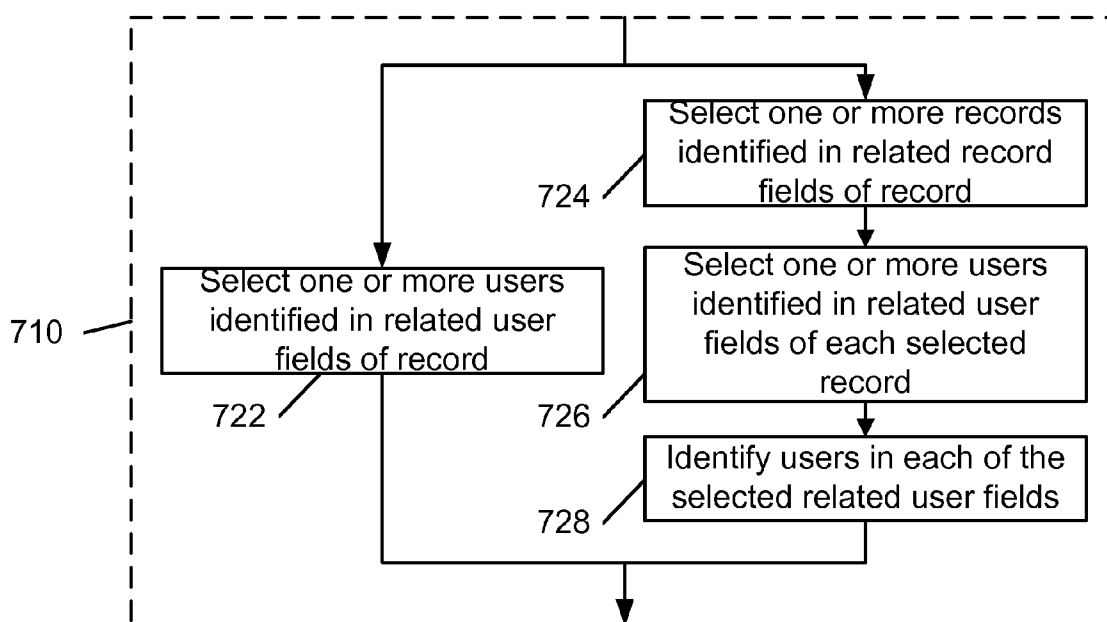 Select one or more records
identified in related record
fields of record
724
Select one or more users
identified in related user
fields of record
722
710
Select one or more users
identified in related user
fields of each selected
record
726
Identify users in each of the
selected related user fields
728